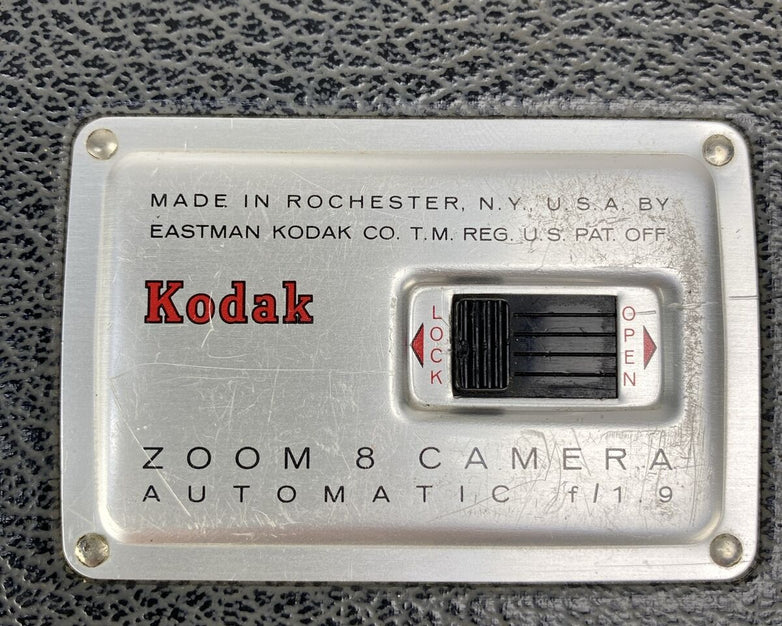 MADE IN ROCHESTER, N.Y., U.S.A. BY
EASTMAN KODAK CO. T.M. REG. U.S. PAT. OFF.
Kodak
LOCK
OPEN
ZOOM 8 CAMERA
AUTOMATIC f/1.9